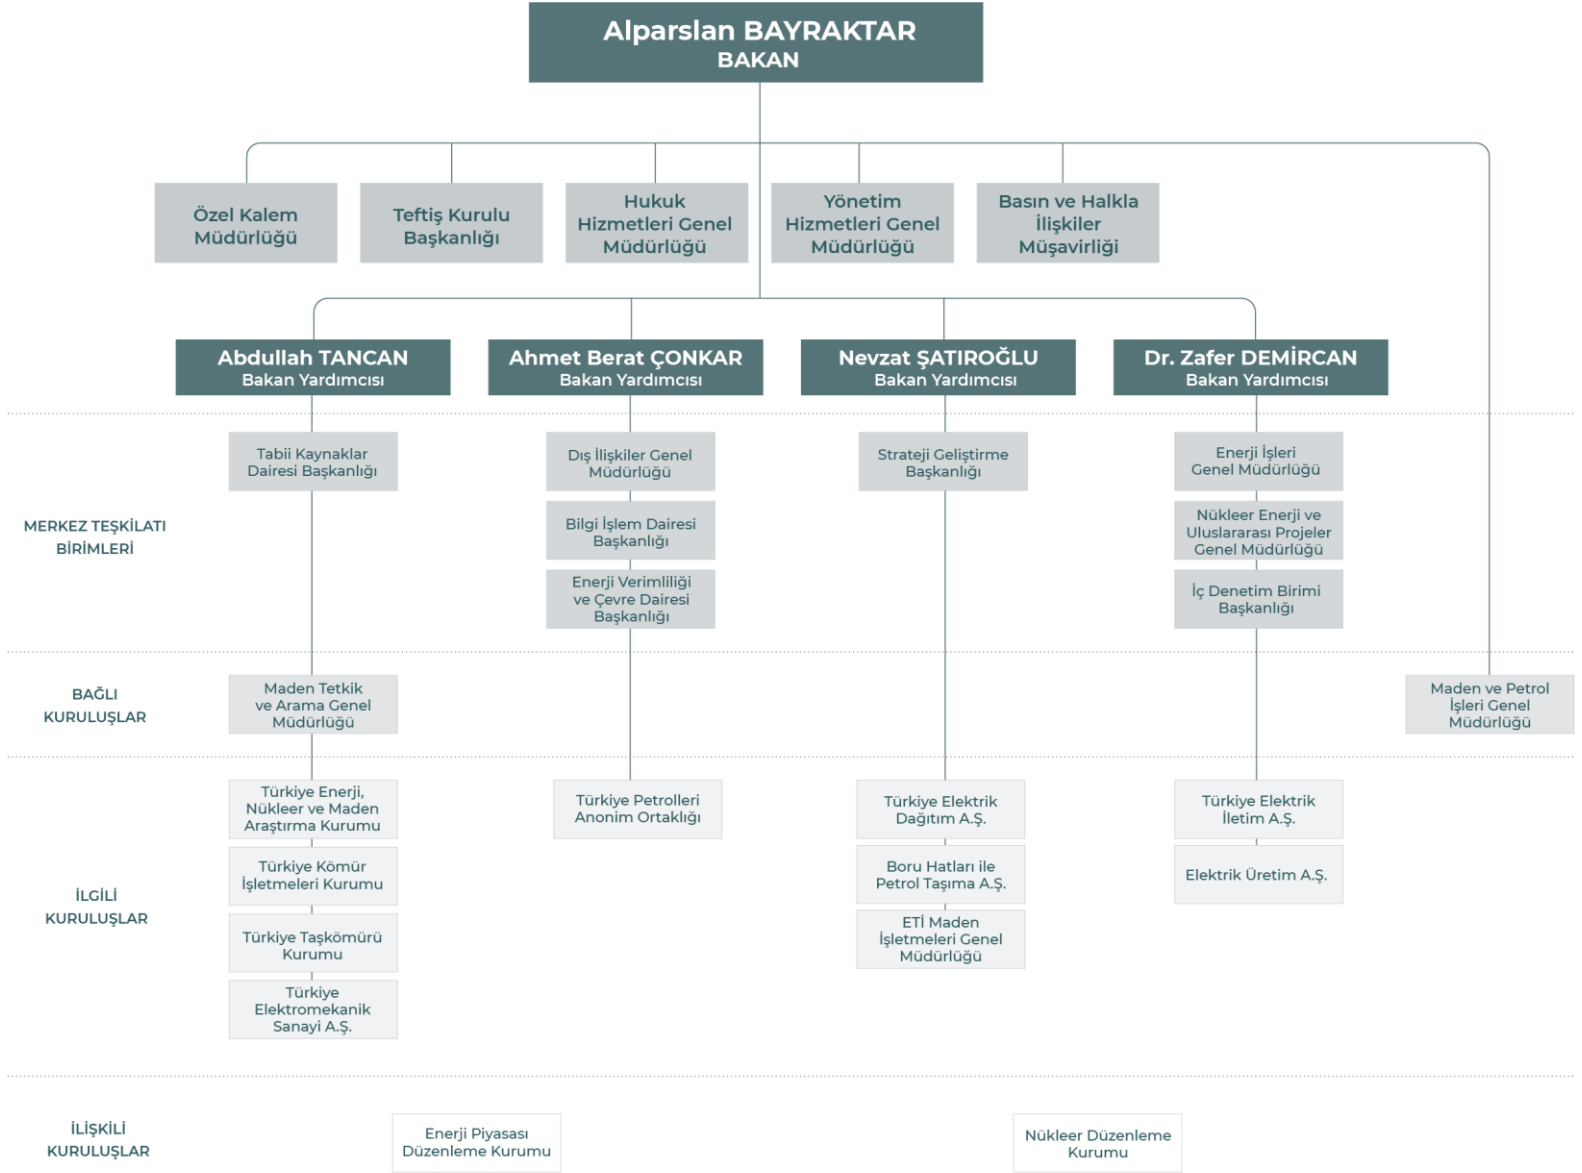 Alparslan BAYRAKTAR
BAKAN
Özel Kalem
Müdürlüğü
Teftiş Kurulu
Başkanlığı
Hukuk
Hizmetleri Genel
Müdürlüğü
Yönetim
Hizmetleri Genel
Müdürlüğü
Basın ve Halkla
İlişkiler
Müşavirliği
Abdullah TANCAN
Bakan Yardımcısı
Ahmet Berat ÇONKAR
Bakan Yardımcısı
Nevzat ŞATIROĞLU
Bakan Yardımcısı
Dr. Zafer DEMİRCAN
Bakan Yardımcısı
MERKEZ TEŞKİLATI
BİRİMLERİ
Tabii Kaynaklar
Dairesi Başkanlığı
Dış İlişkiler Genel
Müdürlüğü
Bilgi İşlem Dairesi
Başkanlığı
Enerji Verimliliği
ve Çevre Dairesi
Başkanlığı
Strateji Geliştirme
Başkanlığı
Enerji İşleri
Genel Müdürlüğü
Nükleer Enerji ve
Uluslararası Projeler
Genel Müdürlüğü
İç Denetim Birimi
Başkanlığı
BAĞLI
KURULUŞLAR
Maden Tetkik
ve Arama Genel
Müdürlüğü
Maden ve Petrol
İşleri Genel
Müdürlüğü
İLGİLİ
KURULUŞLAR
Türkiye Enerji,
Nükleer ve Maden
Araştırma Kurumu
Türkiye Kömür
İşletmeleri Kurumu
Türkiye Taşkömürü
Kurumu
Türkiye
Elektromekanik
Sanayi A.Ş.
Türkiye Petrolleri
Anonim Ortaklığı
Türkiye Elektrik
Dağıtım A.Ş.
Boru Hatları ile
Petrol Taşıma A.Ş.
ETİ Maden
İşletmeleri Genel
Müdürlüğü
Türkiye Elektrik
İletim A.Ş.
Elektrik Üretim A.Ş.
İLİŞKİLİ
KURULUŞLAR
Enerji Piyasası
Düzenleme Kurumu
Nükleer Düzenleme
Kurumu